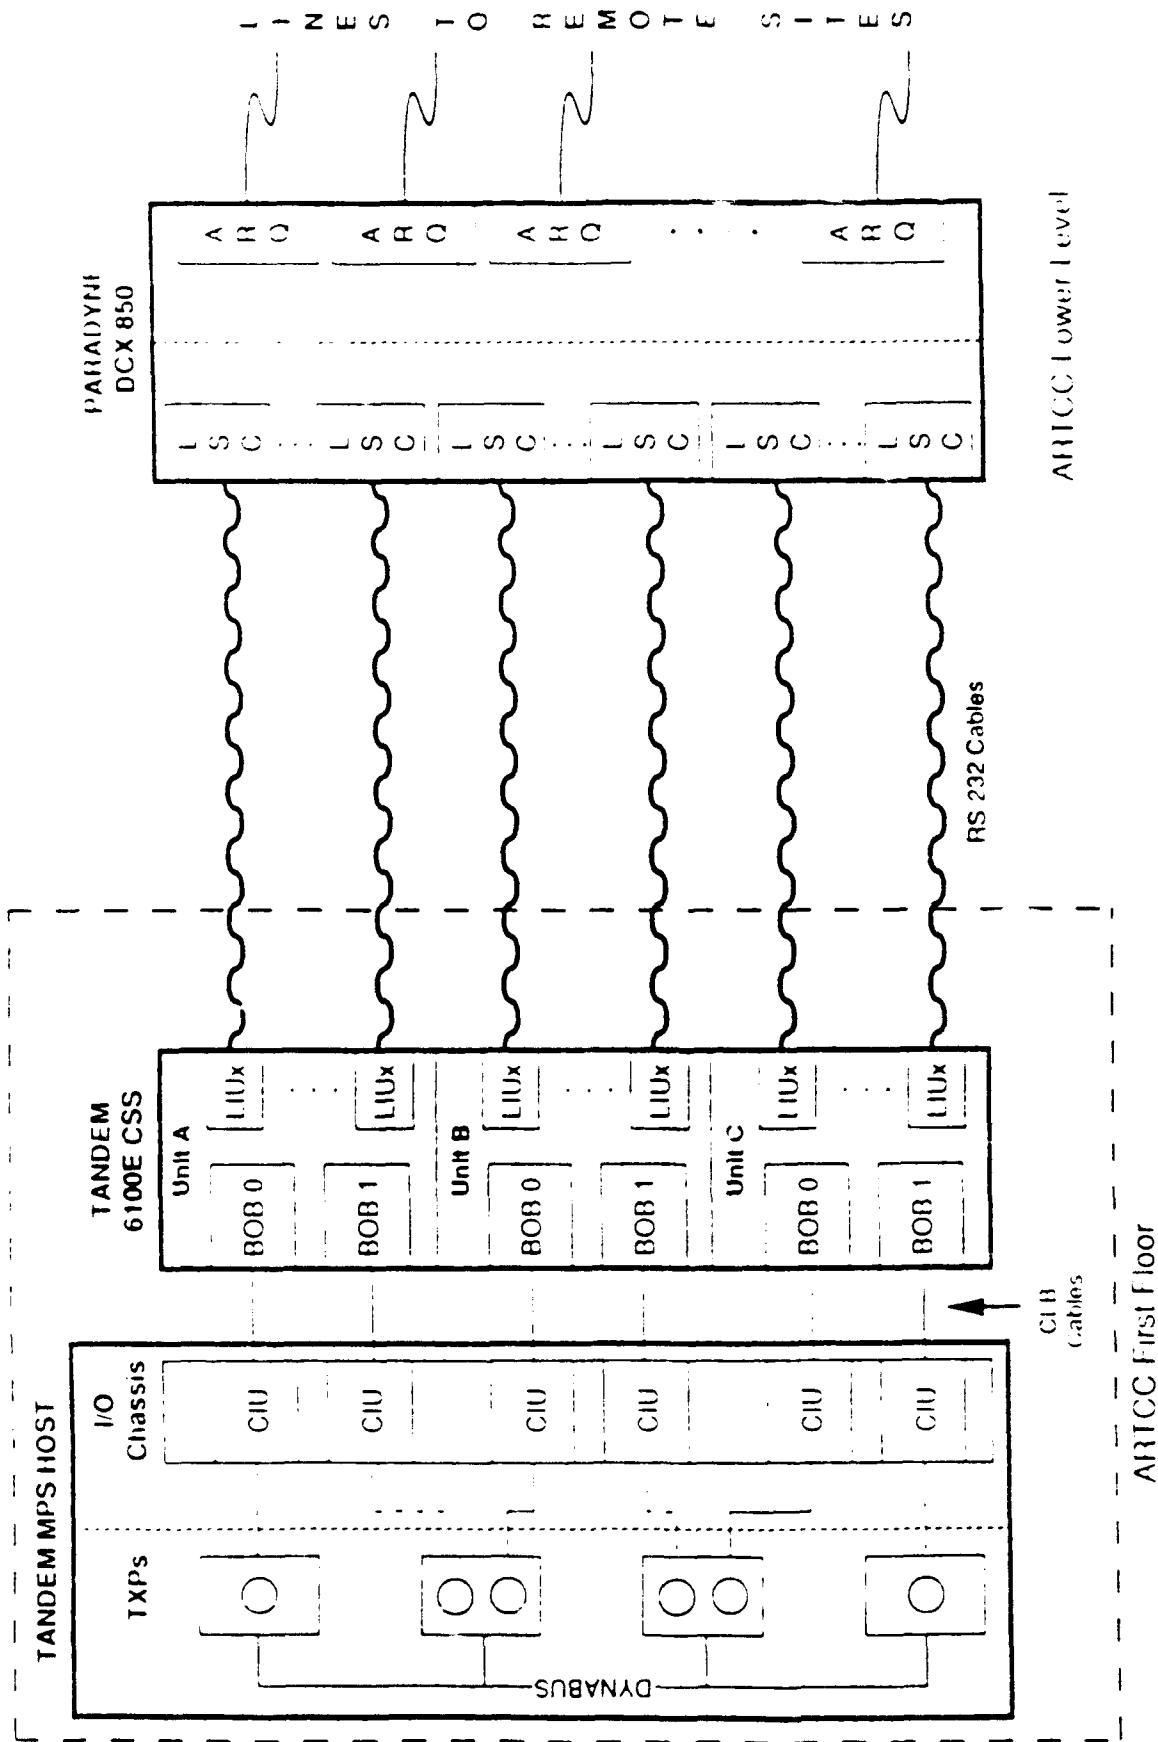 TANDEM MPS HOST
TXPs
I/O
Chassis
DYNABUS
CIU
CIU
CIU
CIU
CIU
CIU
TANDEM
6100E CSS
Unit A
BOB 0
BOB 1
LIUx
LIUx
Unit B
BOB 0
BOB 1
LIUx
LIUx
Unit C
BOB 0
BOB 1
LIUx
LIUx
Cables
ARTCC First Floor
RS 232 Cables
PARADYNE
DCX 850
LSC
LSC
LSC
LSC
LSC
LSC
ARQ
ARQ
ARQ
ARQ
ARTCC Lower Level
LINES TO REMOTE SITES